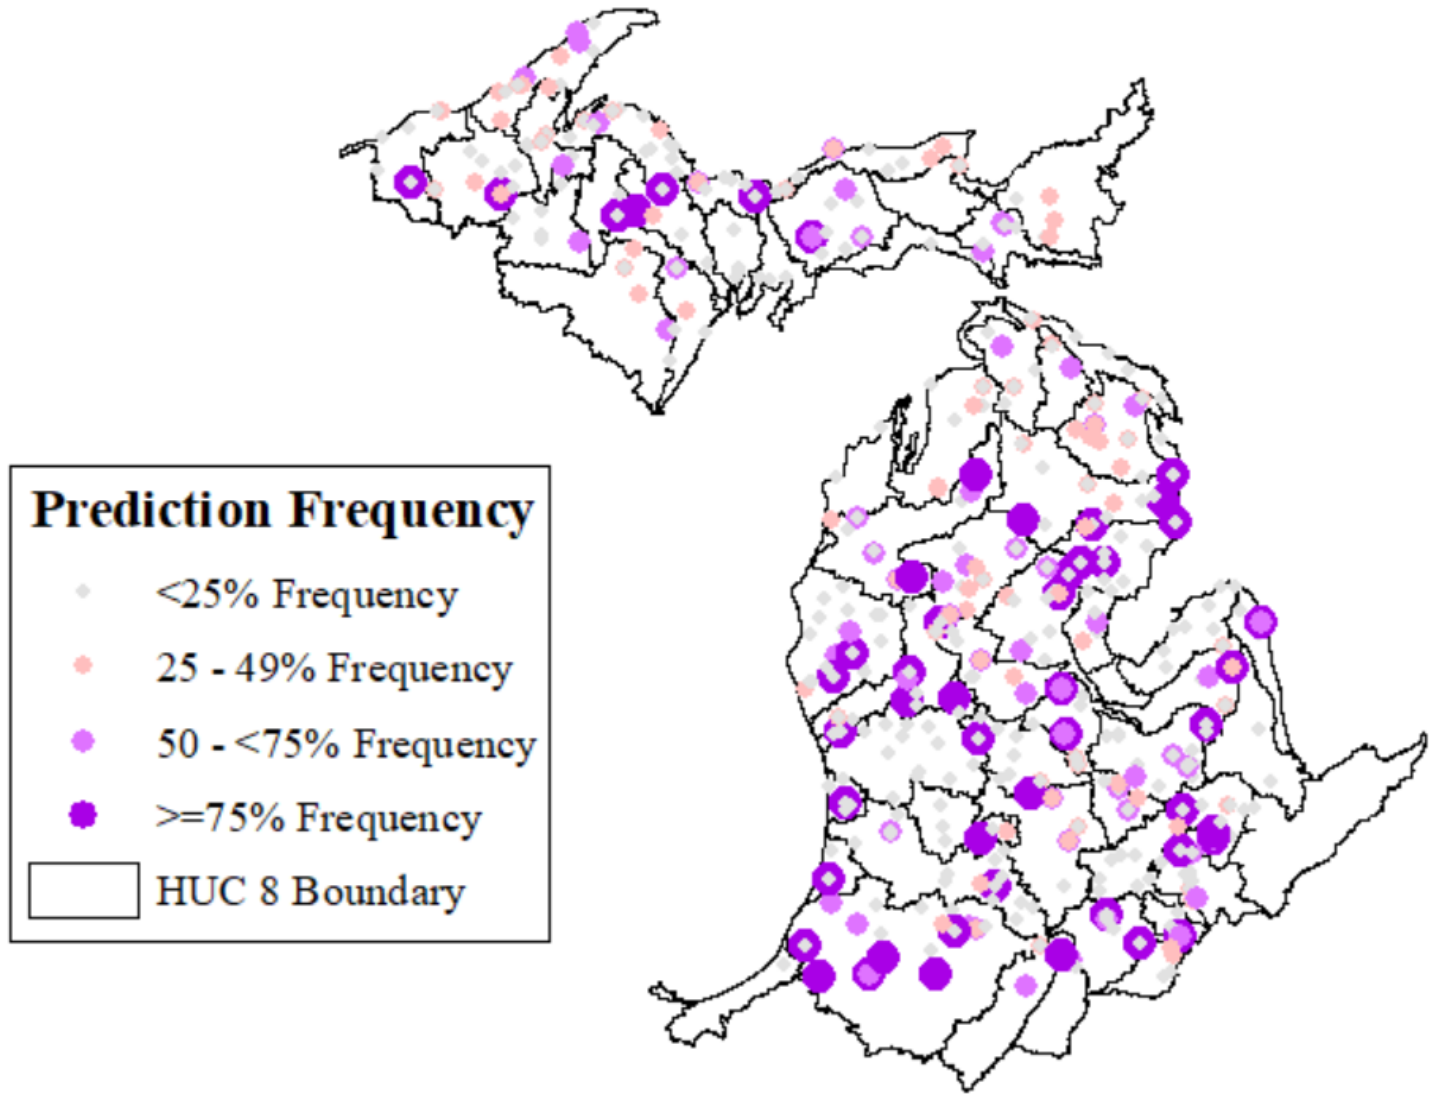 Prediction Frequency
<25% Frequency
25 - 49% Frequency
50 - <75% Frequency
>=75% Frequency
HUC 8 Boundary